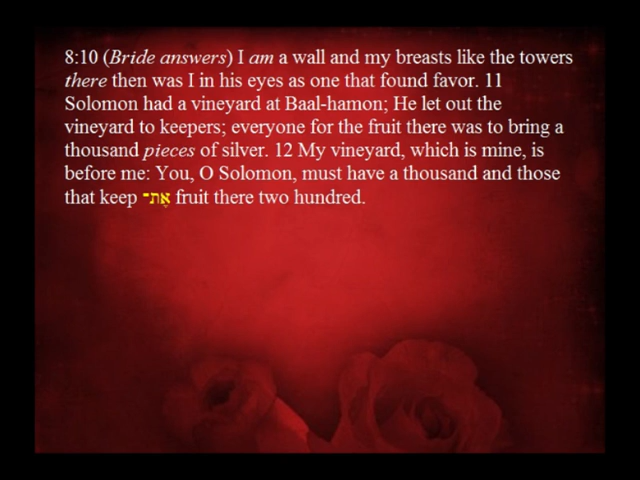 8:10 (Bride answers) I am a wall and my breasts like the towers
there then was I in his eyes as one that found favor. 11
Solomon had a vineyard at Baal-hamon; He let out the
vineyard to keepers; everyone for the fruit there was to bring a
thousand pieces of silver. 12 My vineyard, which is mine, is
before me: You, O Solomon, must have a thousand and those
that keep אֶת־ fruit there two hundred.